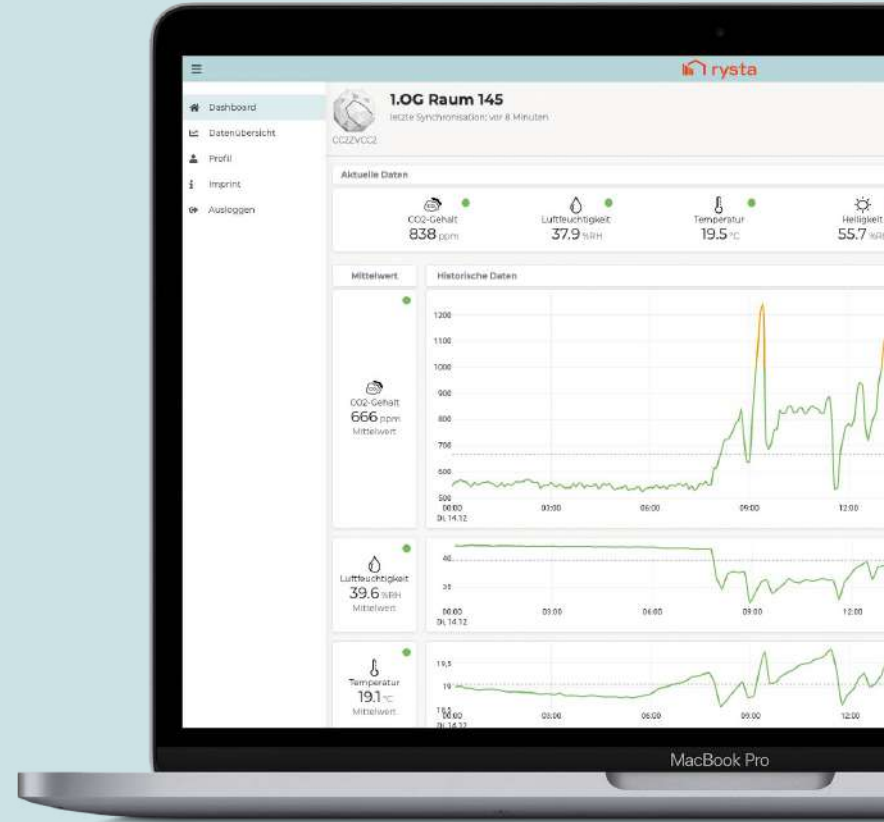 rysta
Dashboard
Datenübersicht
Profil
Imprint
Ausloggen
1.OG Raum 145
letzte Synchronisation: vor 8 Minuten
CC2ZVCC2
Aktuelle Daten
CO2-Gehalt
838 ppm
Luftfeuchtigkeit
37.9 %RH
Temperatur
19.5 °C
Helligkeit
55.7
Mittelwert
Historische Daten
CO2-Gehalt
666 ppm
Mittelwert
1200
1100
1000
900
800
700
600
500
00:00
03:00
06:00
09:00
12:00
Di, 14.12
Luftfeuchtigkeit
39.6 %RH
Mittelwert
40
35
00:00
03:00
06:00
09:00
12:00
Di, 14.12
Temperatur
19.1 °C
Mittelwert
19,5
19
18,5
00:00
03:00
06:00
09:00
12:00
Di, 14.12
MacBook Pro